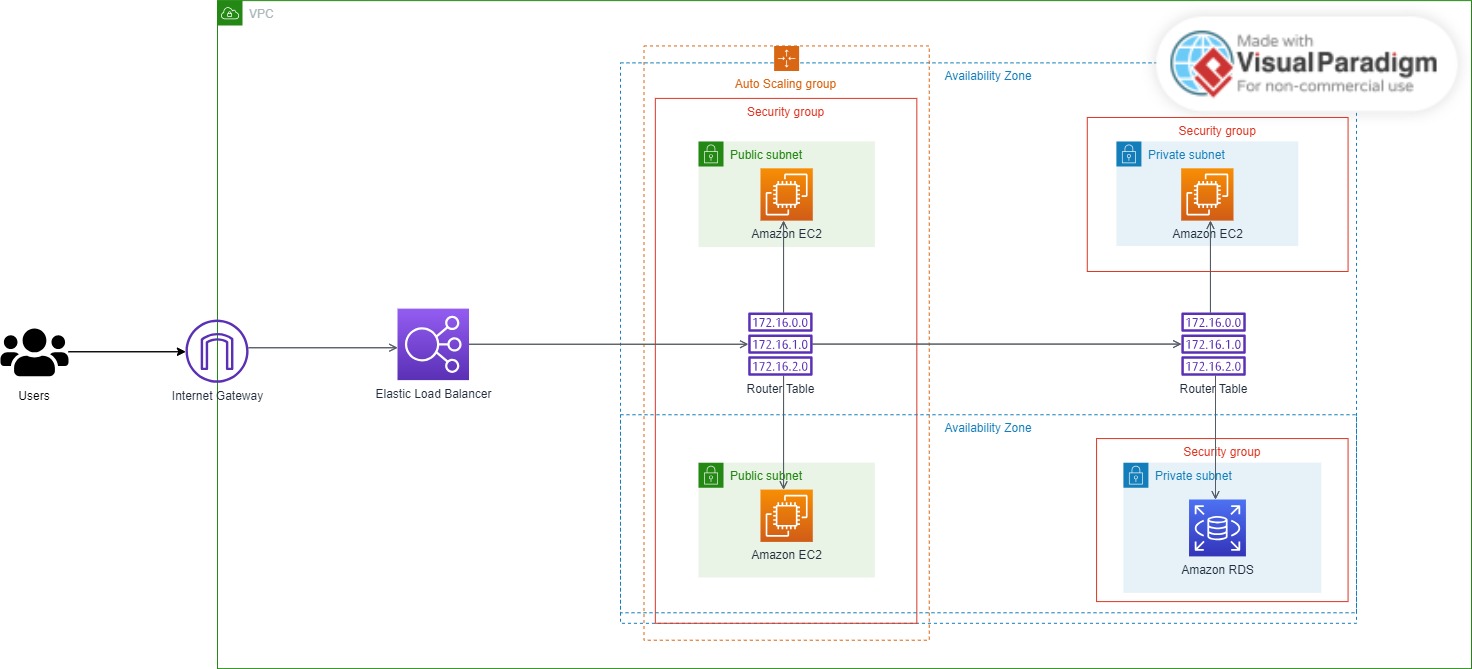 VPC
Made with
Visual Paradigm
For non-commercial use
Auto Scaling group
Availability Zone
Security group
Security group
Public subnet
Private subnet
Amazon EC2
Amazon EC2
172.16.0.0
172.16.1.0
172.16.2.0
Router Table
172.16.0.0
172.16.1.0
172.16.2.0
Router Table
Users
Internet Gateway
Elastic Load Balancer
Availability Zone
Security group
Public subnet
Private subnet
Amazon EC2
Amazon RDS